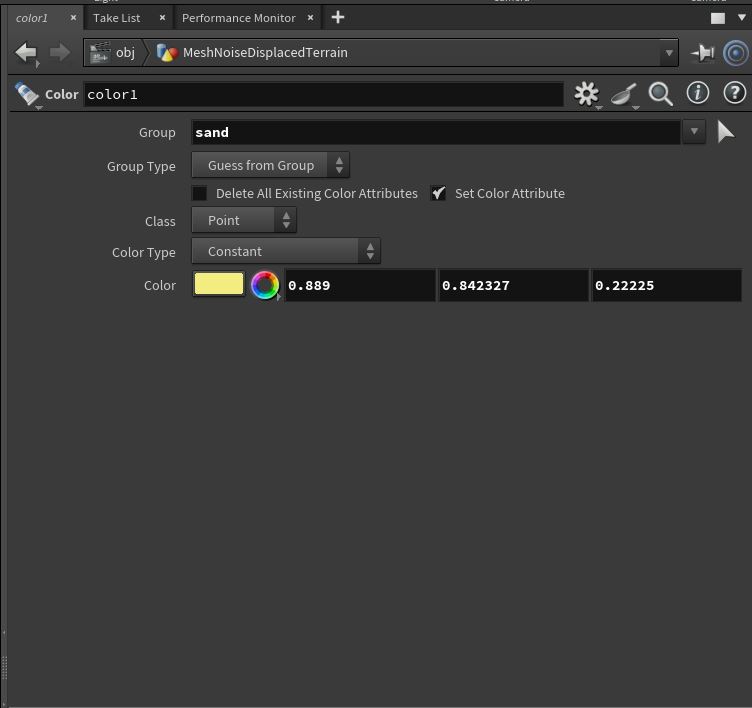 color1 × Take List × Performance Monitor × +
obj MeshNoiseDisplacedTerrain
Color color1
Group sand
Group Type Guess from Group
Delete All Existing Color Attributes Set Color Attribute
Class Point
Color Type Constant
Color 0.889 0.842327 0.22225